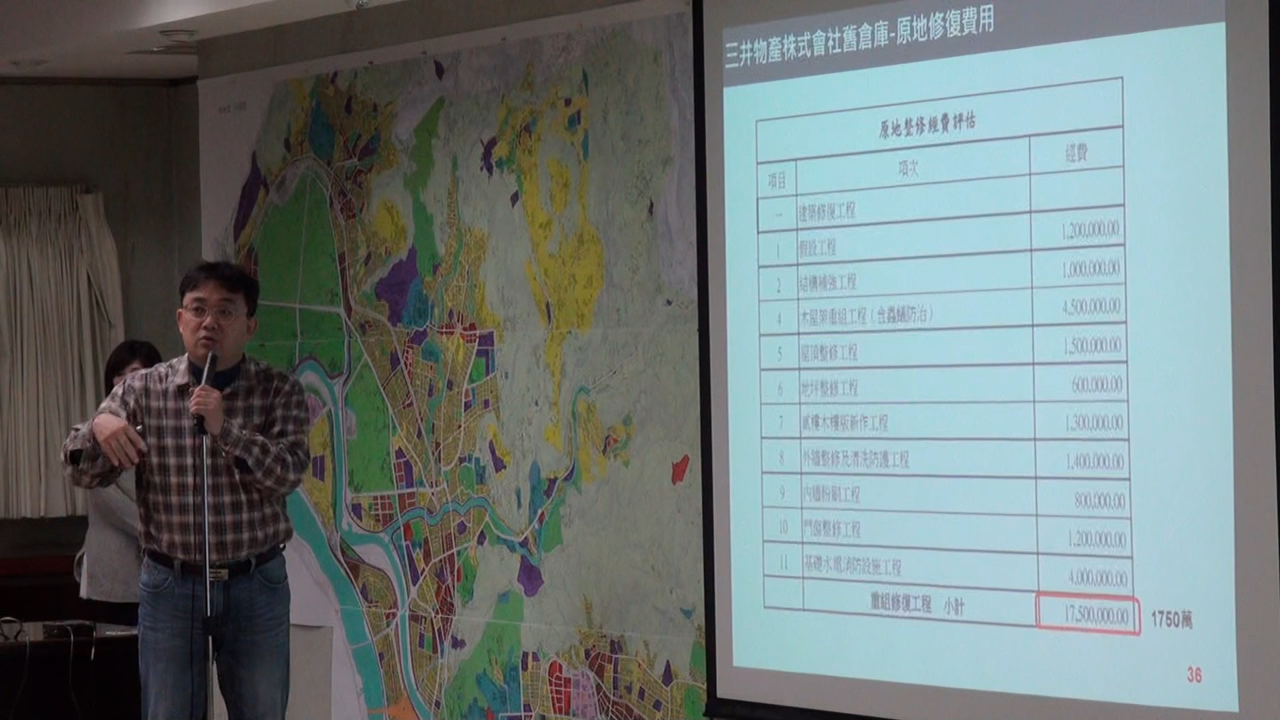 三井物產株式會社舊倉庫-原地修復費用
原地整修經費評估
項目 項次 經費
一 建築修復工程
1 假設工程 1,200,000.00
2 結構補強工程 1,000,000.00
4 木屋架重組工程（含蟲蟻防治） 4,500,000.00
5 屋頂整修工程 1,500,000.00
6 地坪整修工程 600,000.00
7 貳樓木樓版新作工程 1,300,000.00
8 外牆整修及清洗防護工程 1,400,000.00
9 內牆粉刷工程 800,000.00
10 門窗整修工程 1,200,000.00
11 基礎水電消防設施工程 4,000,000.00
重組修復工程 小計 17,500,000.00 1750萬
36